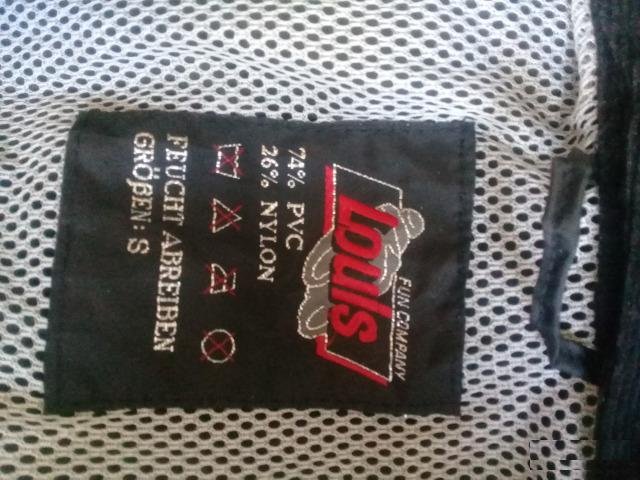 FUN COMPANY
Louis
74% PVC
26% NYLON
FEUCHT ABREIBEN
GRÖßEN: S